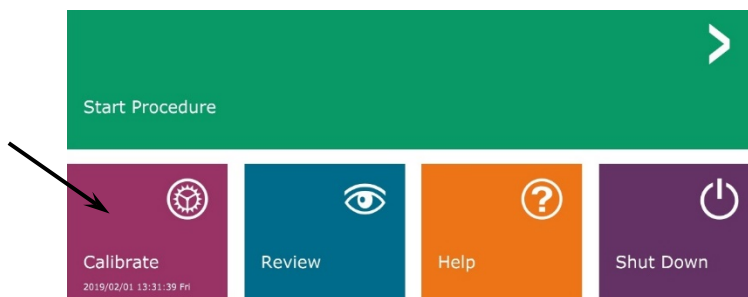 Start Procedure
Calibrate
2019/02/01 13:31:39 Fri
Review
Help
Shut Down